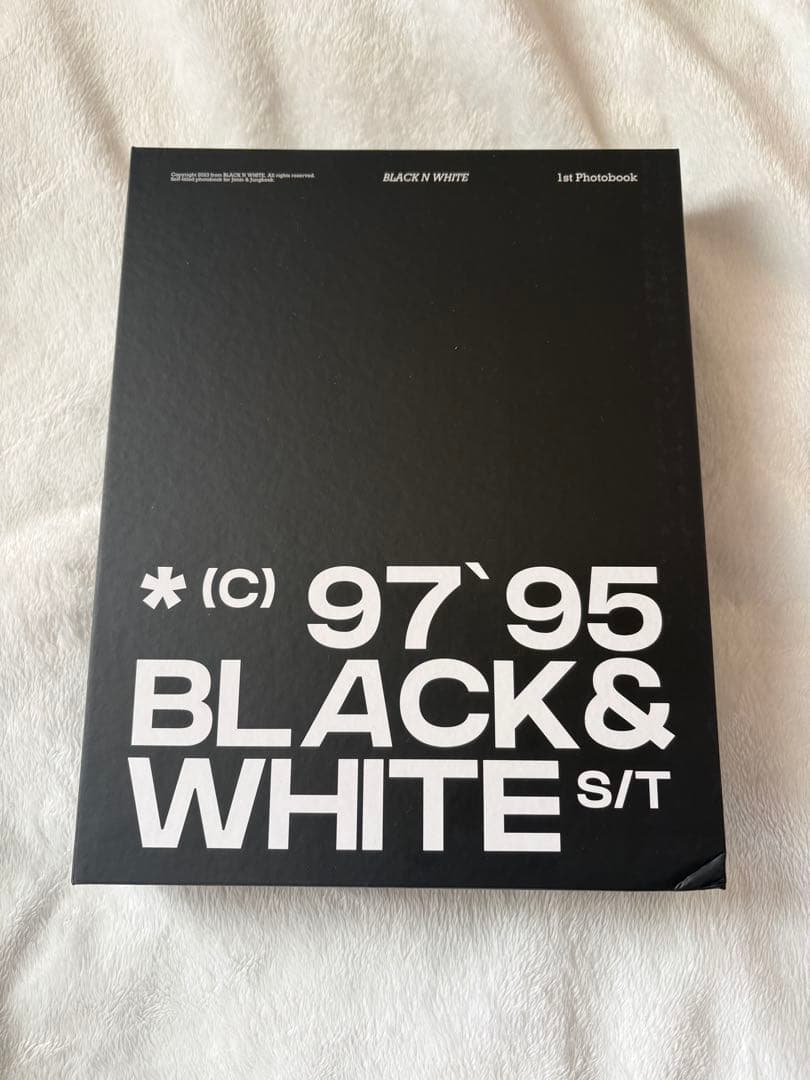 Copyright 2023 from BLACK N WHITE. All rights reserved.
Self-titled photobook for Jimin & Jungkook.
BLACK N WHITE
1st Photobook
*(C) 97`95
BLACK&
WHITE S/T